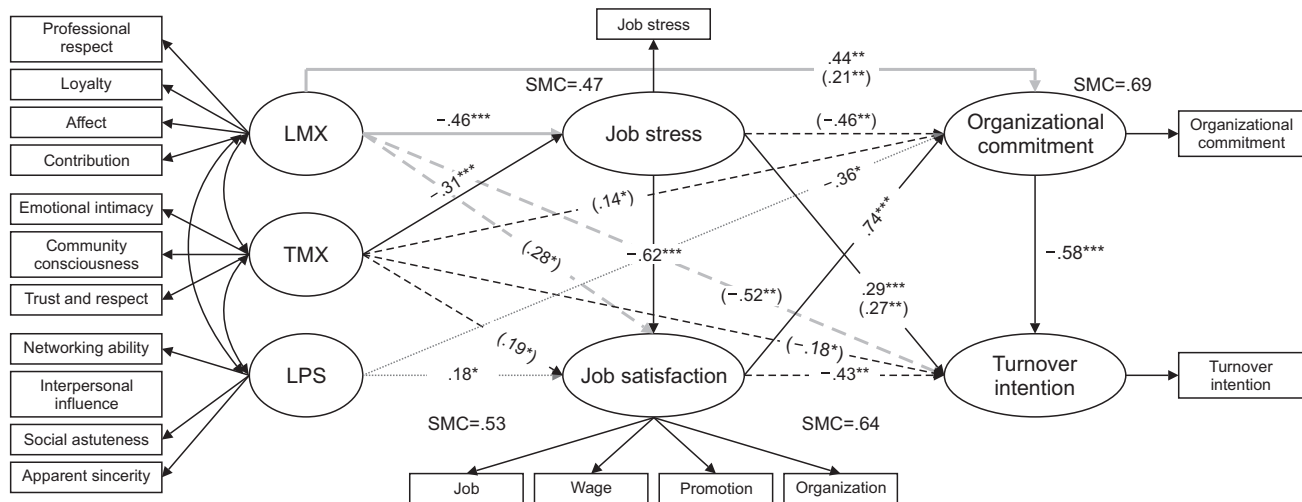 Professional
respect
Loyalty
Affect
Contribution
Emotional intimacy
Community
consciousness
Trust and respect
Networking ability
Interpersonal
influence
Social astuteness
Apparent sincerity
LMX
TMX
LPS
Job stress
SMC=.47
Job stress
.44**
(.21**)
SMC=.69
Organizational
commitment
Organizational
commitment
−.46***
(−.46**)
−.31***
(.14*)
−.36*
.74***
(.28*)
−.62***
(−.52**)
.29***
(.27**)
−.58***
(.19*)
(−.18*)
.18*
Job satisfaction
−.43**
Turnover
intention
Turnover
intention
SMC=.53
SMC=.64
Job
Wage
Promotion
Organization